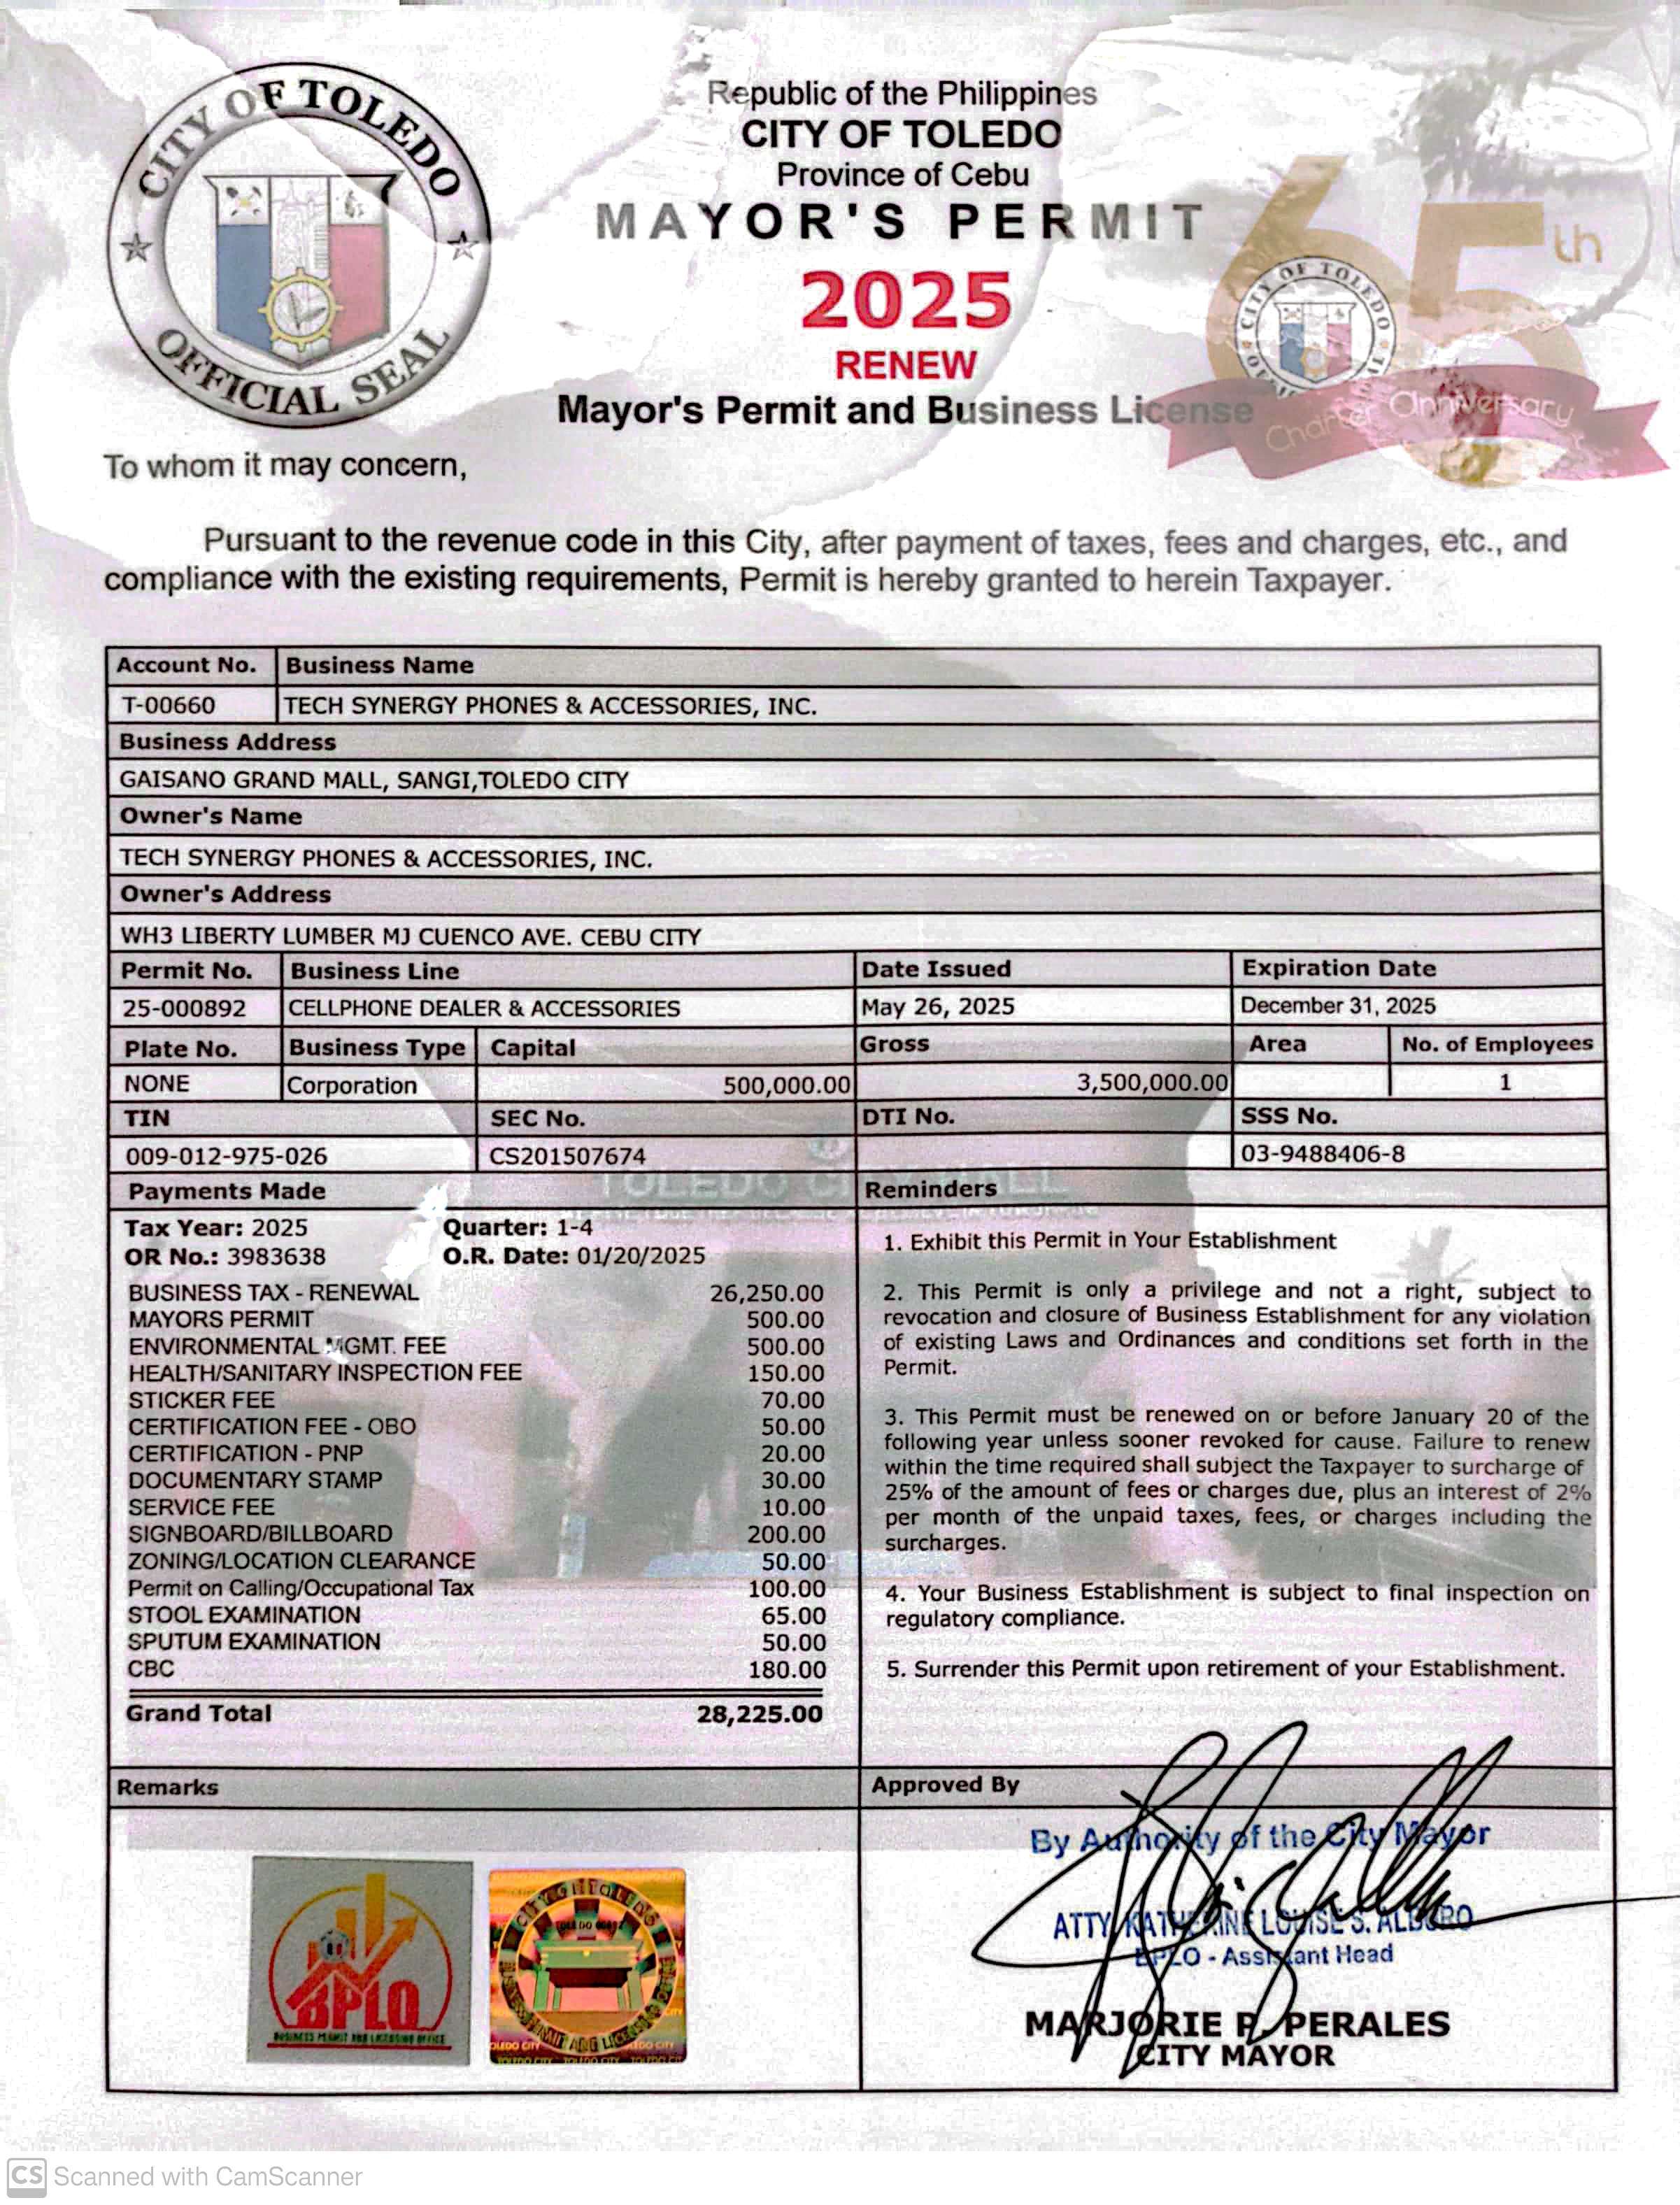 CITY OF TOLEDO
OFFICIAL SEAL
Republic of the Philippines
CITY OF TOLEDO
Province of Cebu
MAYOR'S PERMIT
2025
RENEW
Mayor's Permit and Business License
65th
CITY OF TOLEDO
Charter Anniversary
To whom it may concern,
Pursuant to the revenue code in this City, after payment of taxes, fees and charges, etc., and
compliance with the existing requirements, Permit is hereby granted to herein Taxpayer.
Account No. Business Name
T-00660 TECH SYNERGY PHONES & ACCESSORIES, INC.
Business Address
GAISANO GRAND MALL, SANGI,TOLEDO CITY
Owner's Name
TECH SYNERGY PHONES & ACCESSORIES, INC.
Owner's Address
WH3 LIBERTY LUMBER MJ CUENCO AVE. CEBU CITY
Permit No. Business Line Date Issued Expiration Date
25-000892 CELLPHONE DEALER & ACCESSORIES May 26, 2025 December 31, 2025
Plate No. Business Type Capital Gross Area No. of Employees
NONE Corporation 500,000.00 3,500,000.00 1
TIN SEC No. DTI No. SSS No.
009-012-975-026 CS201507674 03-9488406-8
Payments Made
Tax Year: 2025 Quarter: 1-4
OR No.: 3983638 O.R. Date: 01/20/2025
BUSINESS TAX - RENEWAL 26,250.00
MAYORS PERMIT 500.00
ENVIRONMENTAL MGMT. FEE 500.00
HEALTH/SANITARY INSPECTION FEE 150.00
STICKER FEE 70.00
CERTIFICATION FEE - OBO 50.00
CERTIFICATION - PNP 20.00
DOCUMENTARY STAMP 30.00
SERVICE FEE 10.00
SIGNBOARD/BILLBOARD 200.00
ZONING/LOCATION CLEARANCE 50.00
Permit on Calling/Occupational Tax 100.00
STOOL EXAMINATION 65.00
SPUTUM EXAMINATION 50.00
CBC 180.00
Grand Total 28,225.00
Reminders
1. Exhibit this Permit in Your Establishment
2. This Permit is only a privilege and not a right, subject to
revocation and closure of Business Establishment for any violation
of existing Laws and Ordinances and conditions set forth in the
Permit.
3. This Permit must be renewed on or before January 20 of the
following year unless sooner revoked for cause. Failure to renew
within the time required shall subject the Taxpayer to surcharge of
25% of the amount of fees or charges due, plus an interest of 2%
per month of the unpaid taxes, fees, or charges including the
surcharges.
4. Your Business Establishment is subject to final inspection on
regulatory compliance.
5. Surrender this Permit upon retirement of your Establishment.
Remarks
BPLO
BUSINESS PERMIT AND LICENSING OFFICE
CITY OF TOLEDO
Approved By
By Authority of the City Mayor
ATTY. KATHERINE LOUISE S. ALBURO
BPLO - Assistant Head
MARJORIE P. PERALES
CITY MAYOR
CS Scanned with CamScanner